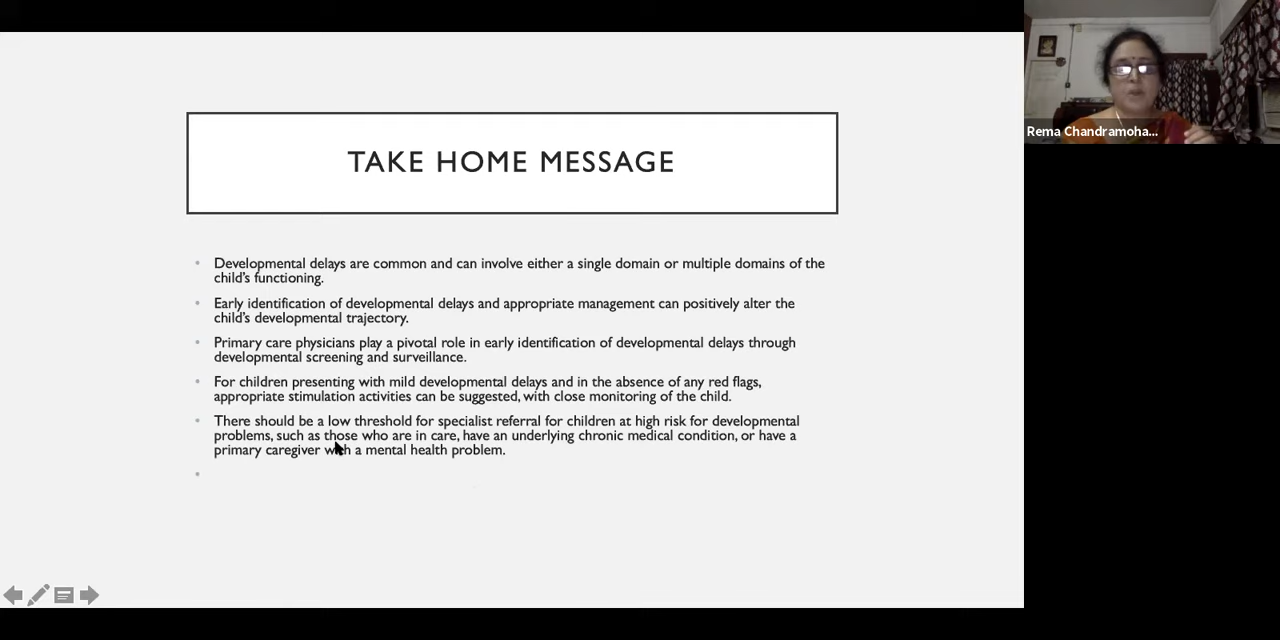 TAKE HOME MESSAGE
Developmental delays are common and can involve either a single domain or multiple domains of the
child's functioning.
Early identification of developmental delays and appropriate management can positively alter the
child's developmental trajectory.
Primary care physicians play a pivotal role in early identification of developmental delays through
developmental screening and surveillance.
For children presenting with mild developmental delays and in the absence of any red flags,
appropriate stimulation activities can be suggested, with close monitoring of the child.
There should be a low threshold for specialist referral for children at high risk for developmental
problems, such as those who are in care, have an underlying chronic medical condition, or have a
primary caregiver with a mental health problem.
Rema Chandramoha...